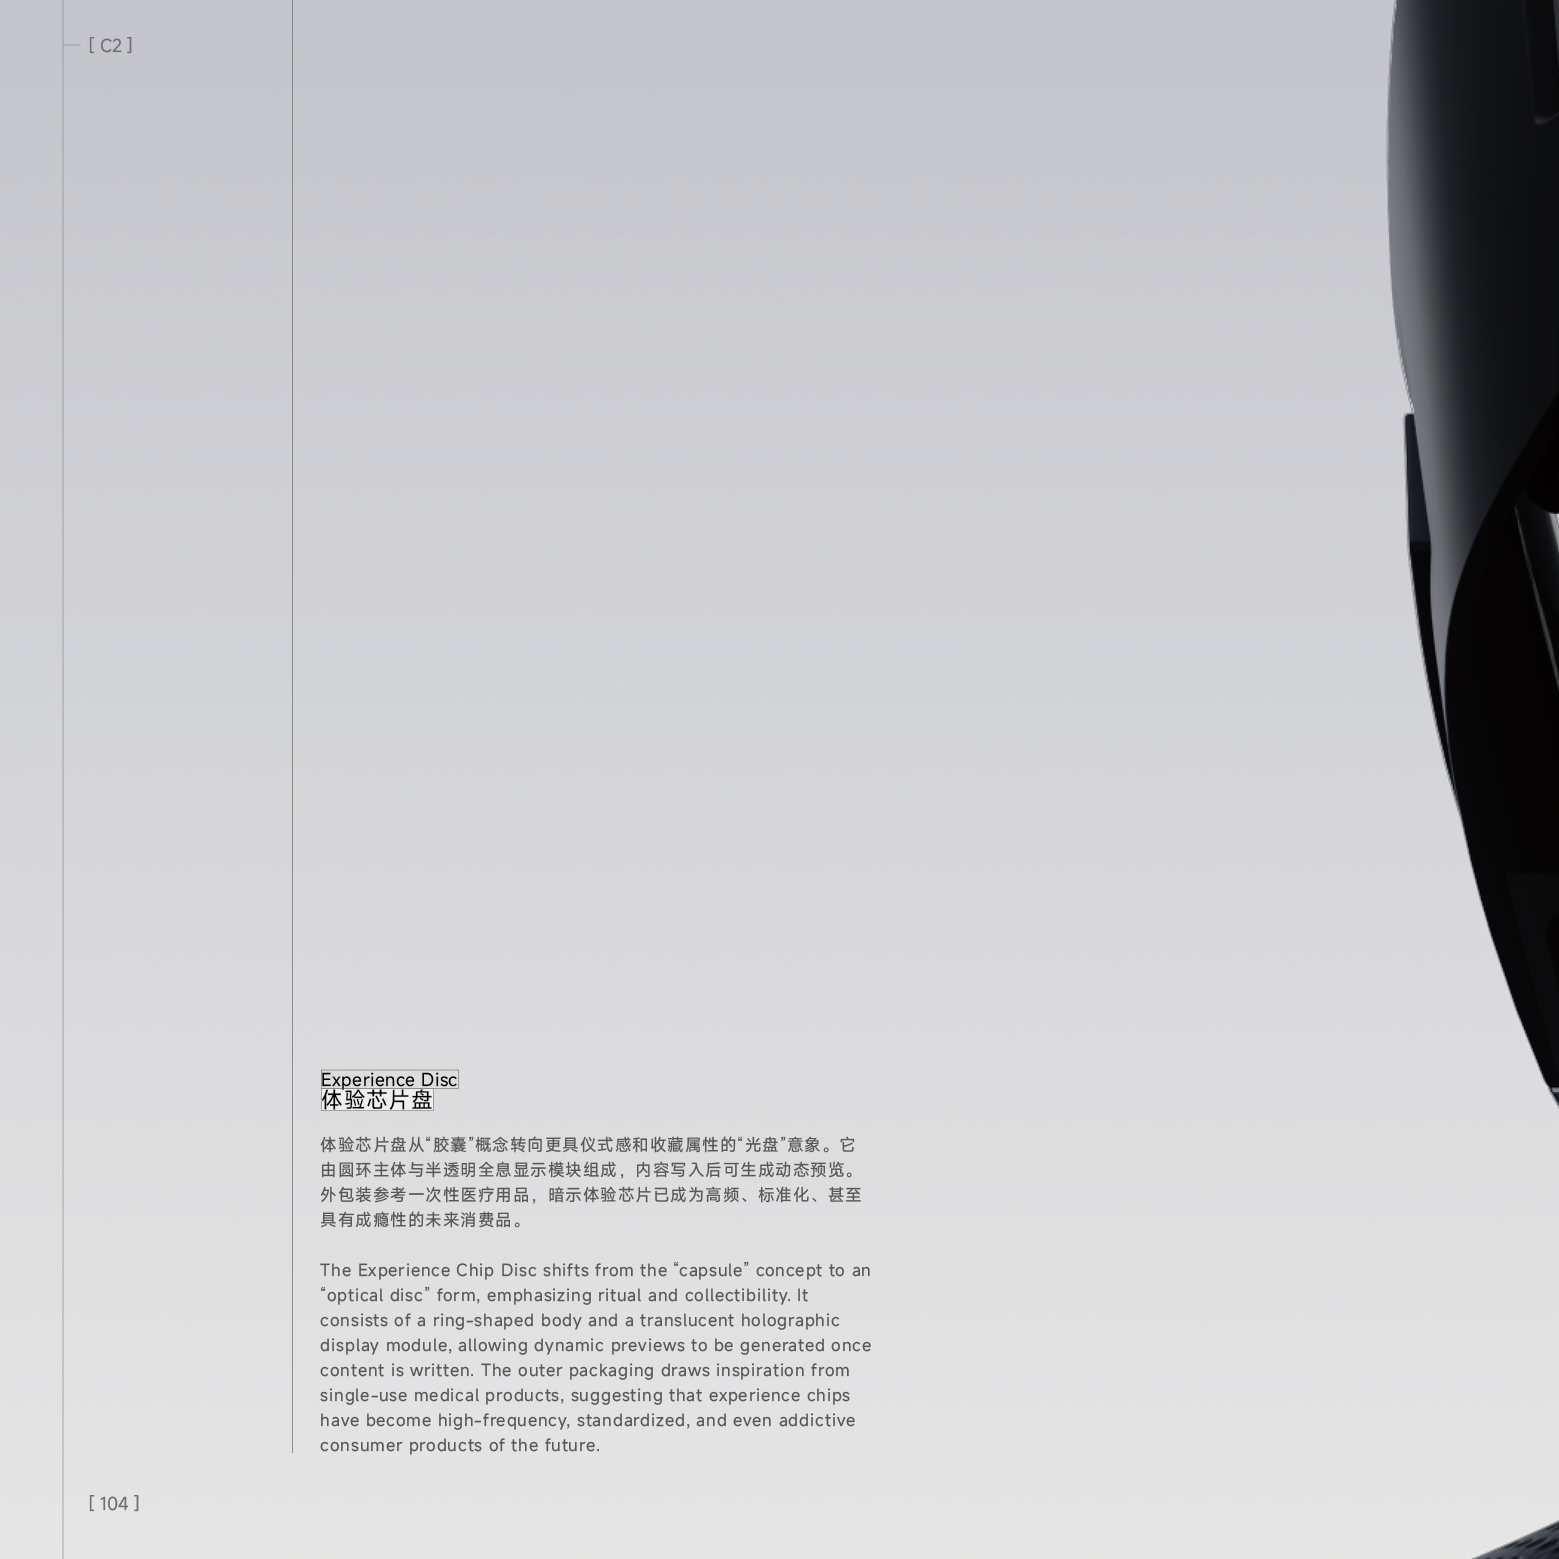 [ C2 ]
Experience Disc
体验芯片盘
体验芯片盘从“胶囊”概念转向更具仪式感和收藏属性的“光盘”意象。它
由圆环主体与半透明全息显示模块组成，内容写入后可生成动态预览。
外包装参考一次性医疗用品，暗示体验芯片已成为高频、标准化、甚至
具有成瘾性的未来消费品。
The Experience Chip Disc shifts from the “capsule” concept to an
“optical disc” form, emphasizing ritual and collectibility. It
consists of a ring-shaped body and a translucent holographic
display module, allowing dynamic previews to be generated once
content is written. The outer packaging draws inspiration from
single-use medical products, suggesting that experience chips
have become high-frequency, standardized, and even addictive
consumer products of the future.
[ 104 ]